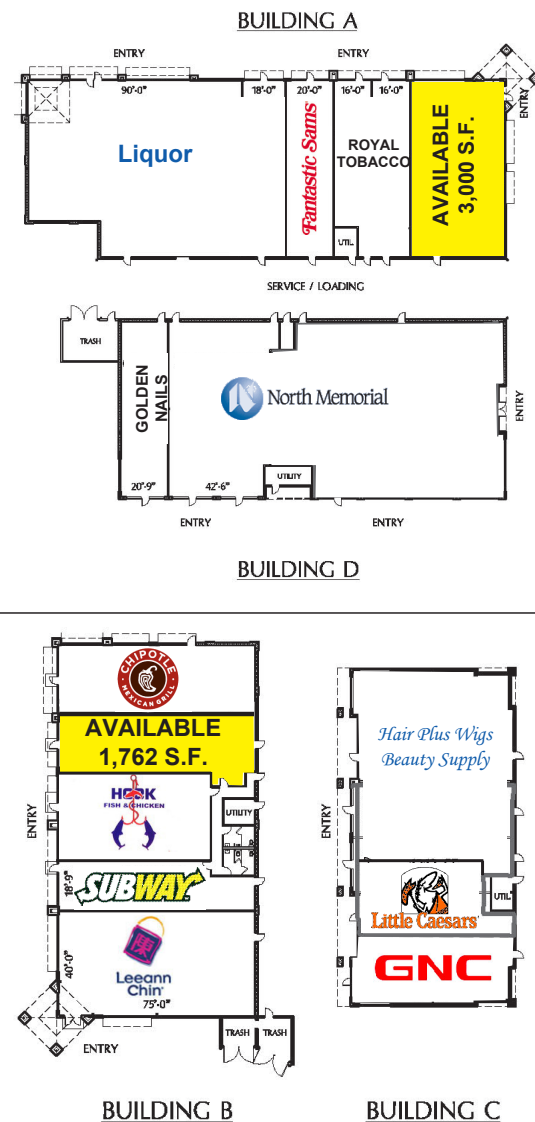 BUILDING A
ENTRY
ENTRY
90'-0"
18'-0"
20'-0"
16'-0"
16'-0"
ENTRY
Liquor
Fantastic Sams
ROYAL
TOBACCO
AVAILABLE
3,000 S.F.
UTIL
SERVICE / LOADING
TRASH
GOLDEN
NAILS
North Memorial
ENTRY
UTILITY
20'-9"
42'-6"
ENTRY
ENTRY
BUILDING D
CHIPOTLE
MEXICAN GRILL
AVAILABLE
1,762 S.F.
HOOK
FISH & CHICKEN
UTILITY
ENTRY
18'-9"
SUBWAY
40'-0"
Leeann
Chin
75'-0"
ENTRY
TRASH
TRASH
BUILDING B
Hair Plus Wigs
Beauty Supply
ENTRY
Little Caesars
UTIL
GNC
BUILDING C